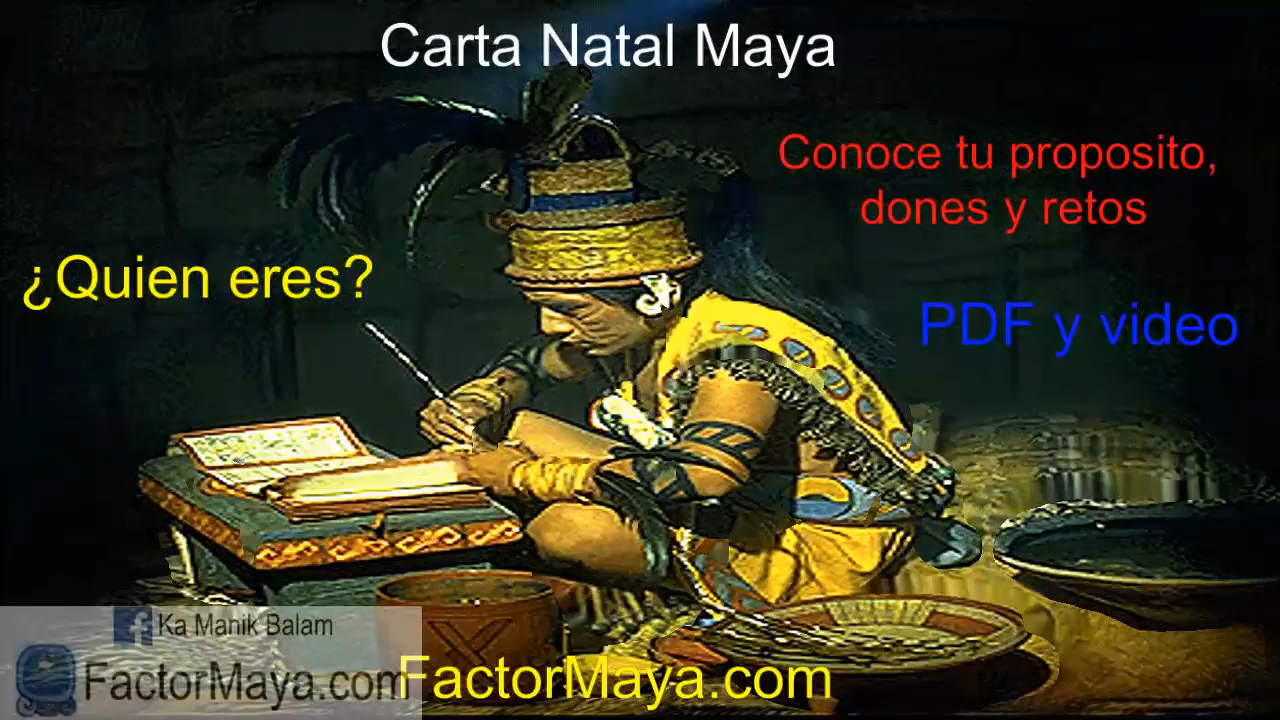 Carta Natal Maya
Conoce tu proposito,
dones y retos
¿Quien eres?
PDF y video
Ka Manik Balam
FactorMaya.com
FactorMaya.com